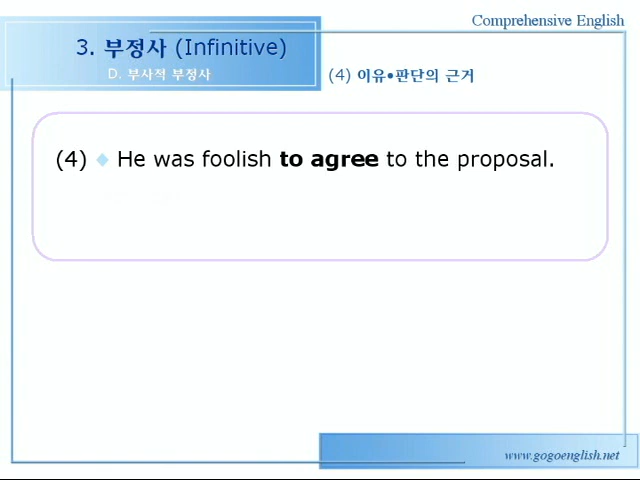 Comprehensive English
3. 부정사 (Infinitive)
D. 부사적 부정사
(4) 이유•판단의 근거
(4) ◆ He was foolish to agree to the proposal.
www.gogoenglish.net